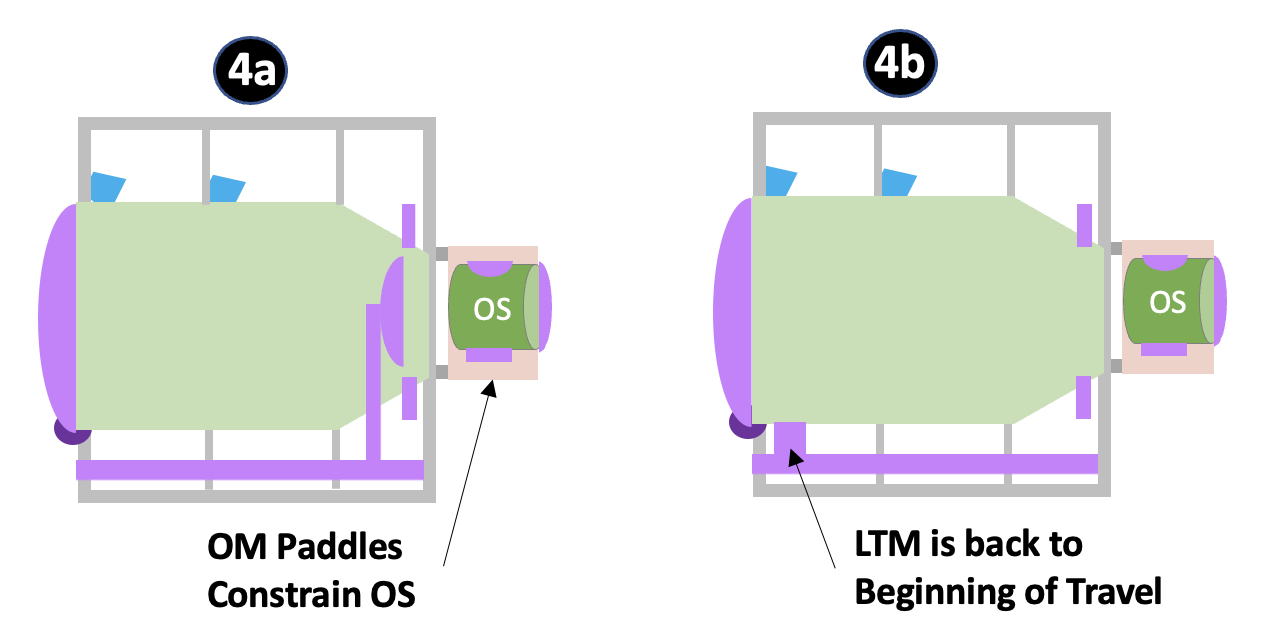 4a
4b
OS
OS
OM Paddles
Constrain OS
LTM is back to
Beginning of Travel